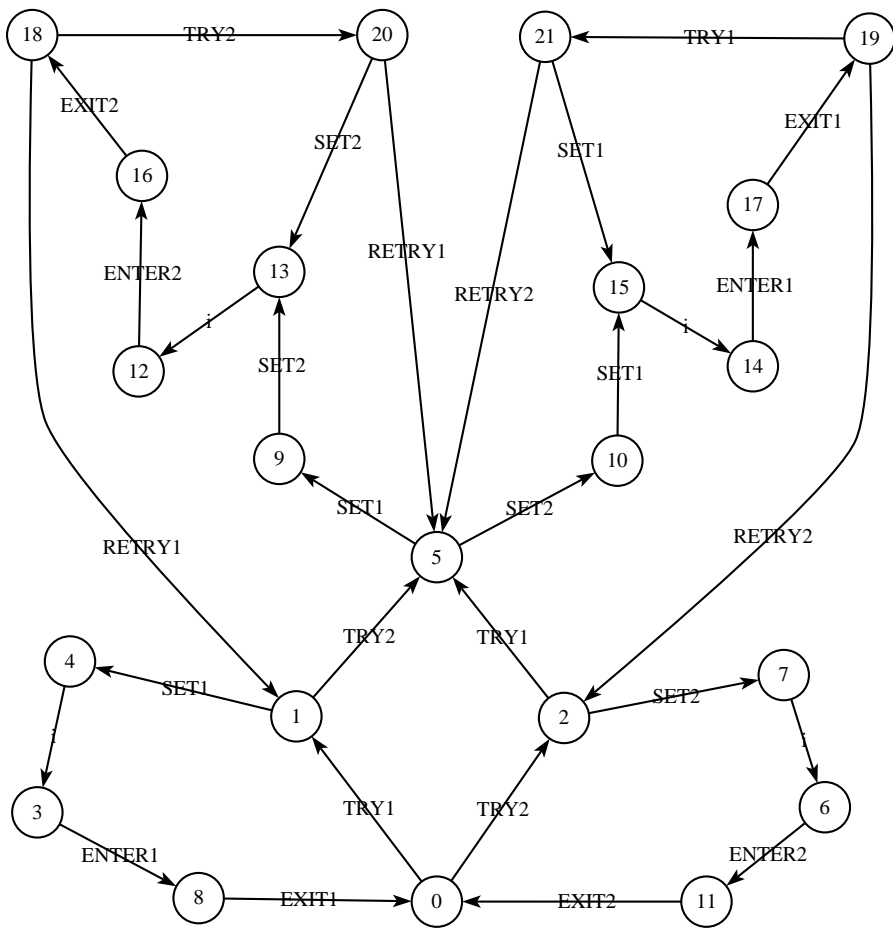 18
TRY2
20
21
TRY1
19
EXIT2
EXIT1
SET2
SET1
16
17
RETRY1
13
ENTER2
RETRY2
15
ENTER1
i
i
12
SET2
SET1
14
9
10
SET1
SET2
RETRY1
RETRY2
5
TRY2
TRY1
4
SET1
1
2
SET2
7
i
i
3
TRY1
TRY2
6
ENTER1
ENTER2
8
EXIT1
0
EXIT2
11